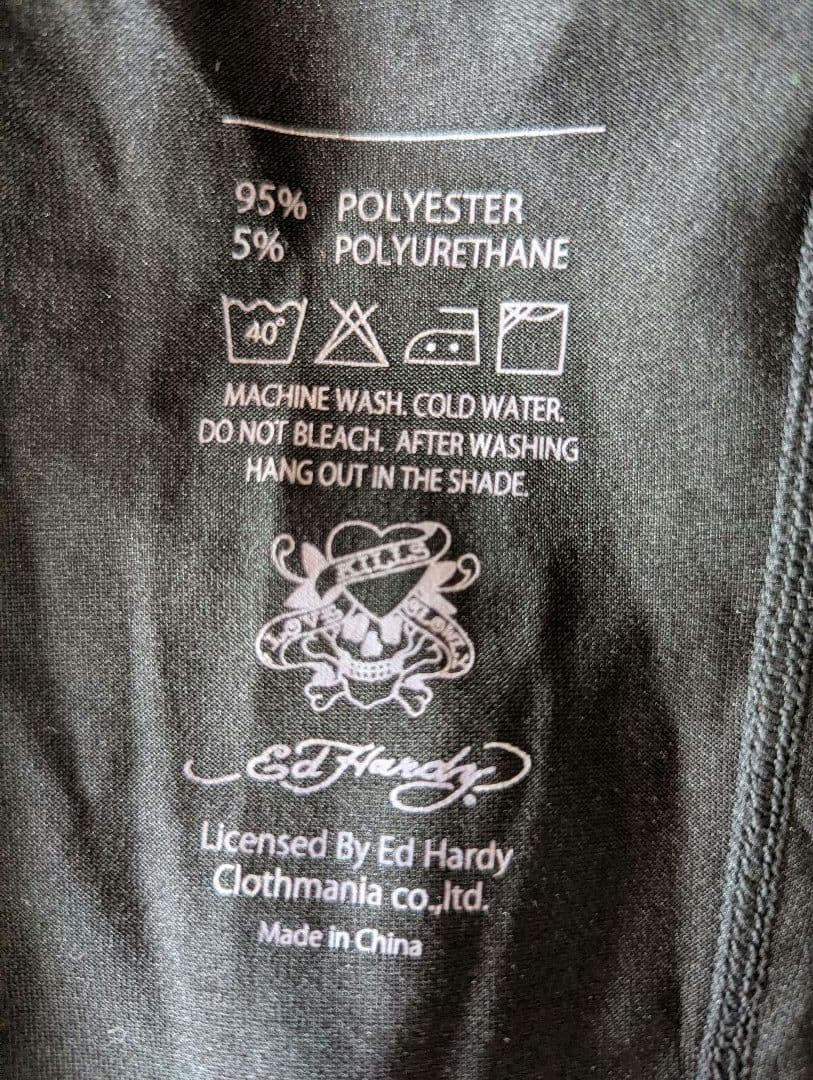 95% POLYESTER
5% POLYURETHANE
40°
MACHINE WASH. COLD WATER.
DO NOT BLEACH. AFTER WASHING
HANG OUT IN THE SHADE.
KILLS
LOVE SLOWLY
Ed Hardy
Licensed By Ed Hardy
Clothmania co.,ltd.
Made in China